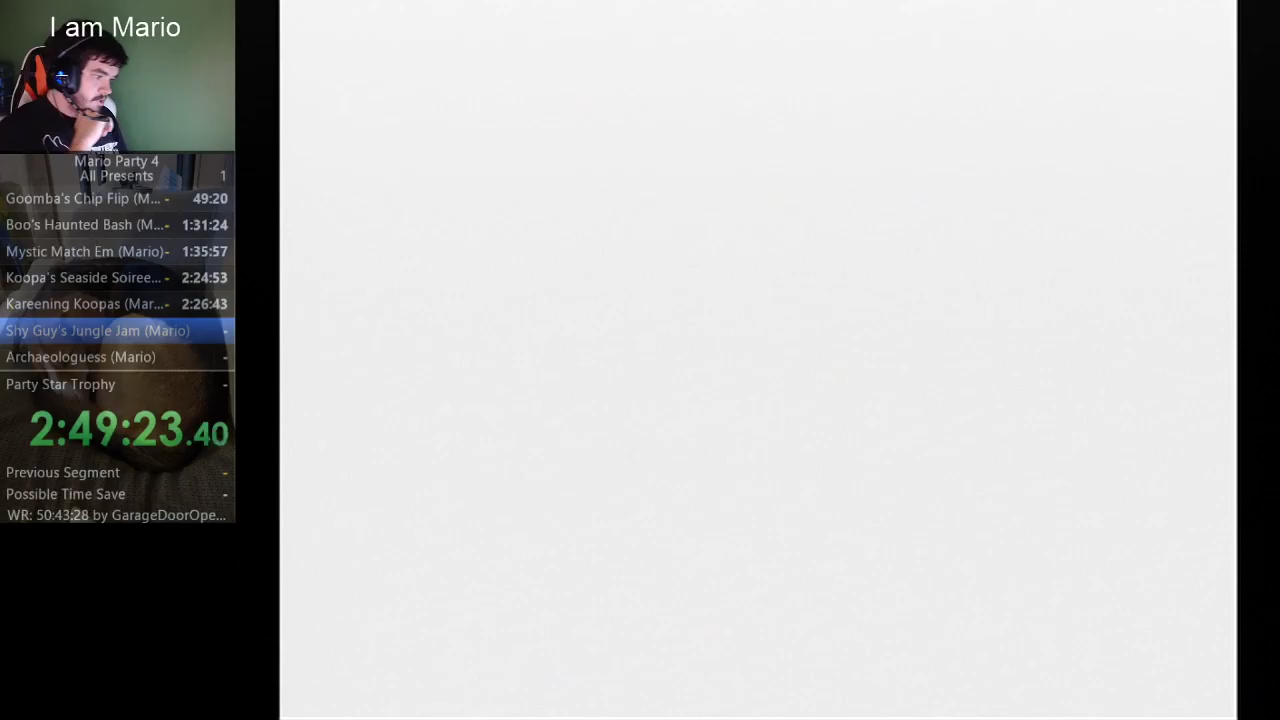 I am Mario
Mario Party 4
All Presents 1
Goomba's Chip Flip (M... - 49:20
Boo's Haunted Bash (M... - 1:31:24
Mystic Match Em (Mario) - 1:35:57
Koopa's Seaside Soiree... - 2:24:53
Kareening Koopas (Mar... - 2:26:43
Shy Guy's Jungle Jam (Mario) -
Archaeologuess (Mario) -
Party Star Trophy -
2:49:23.40
Previous Segment -
Possible Time Save -
WR: 50:43:28 by GarageDoorOpe...